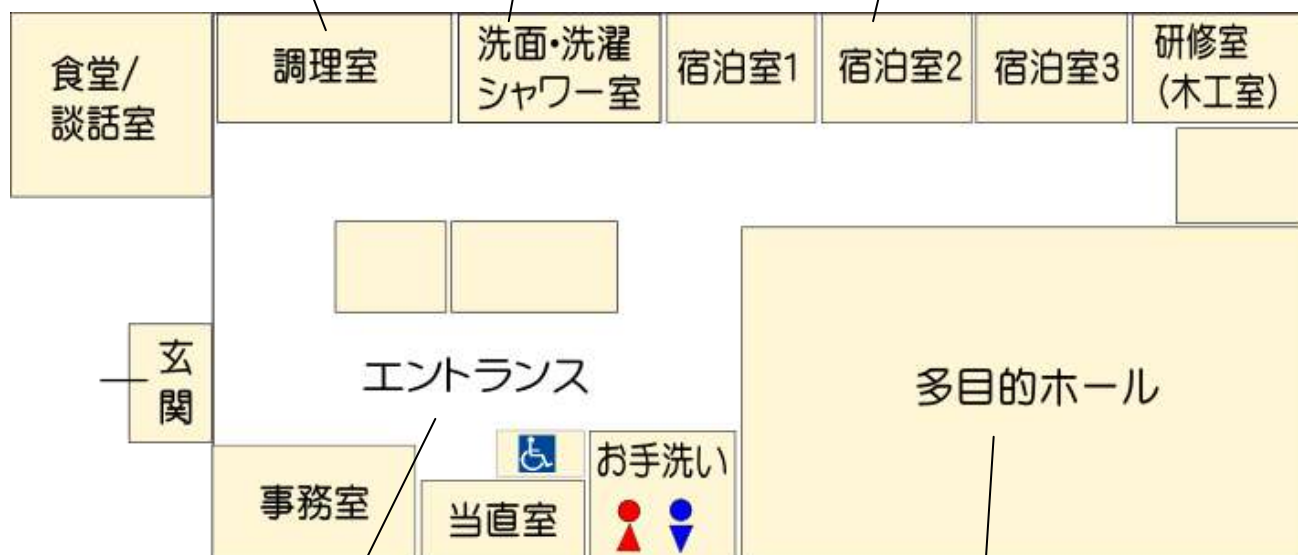 食堂/
談話室
調理室
洗面・洗濯
シャワー室
宿泊室1
宿泊室2
宿泊室3
研修室
(木工室)
玄
関
エントランス
多目的ホール
事務室
当直室
お手洗い